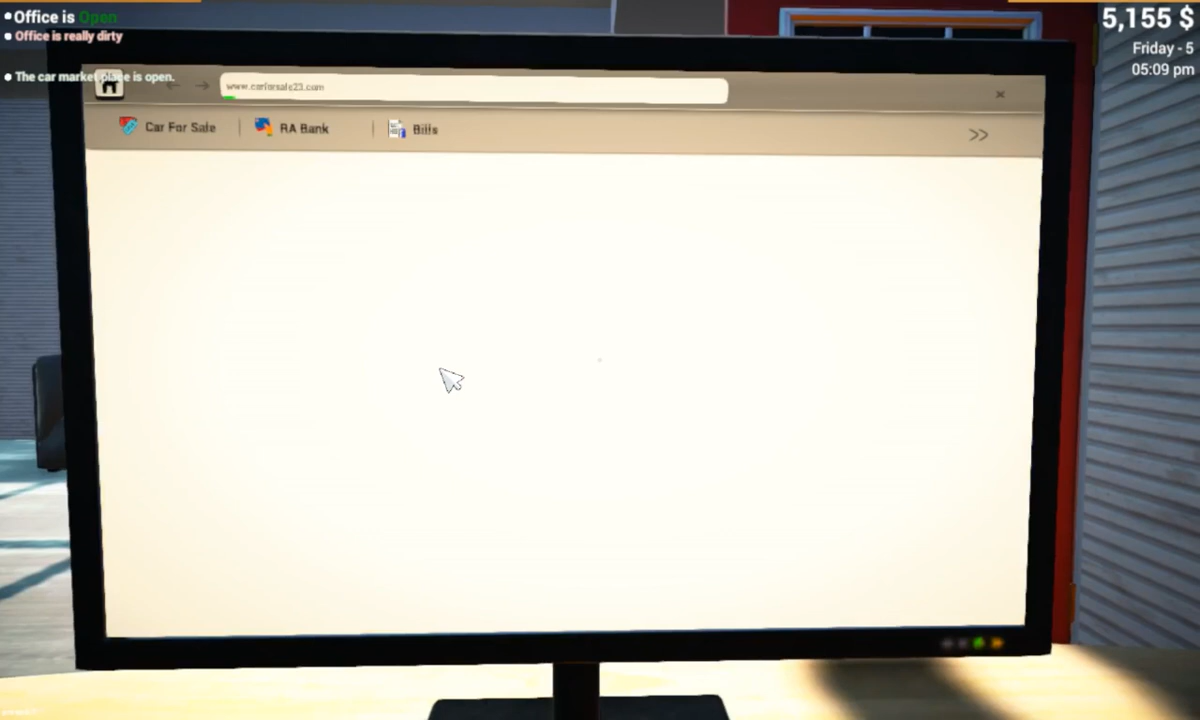 Office is Open
Office is really dirty
The car market place is open.
5,155 $
Friday - 5
05:09 pm
www.carforsale23.com
Car For Sale
RA Bank
Bills
>>